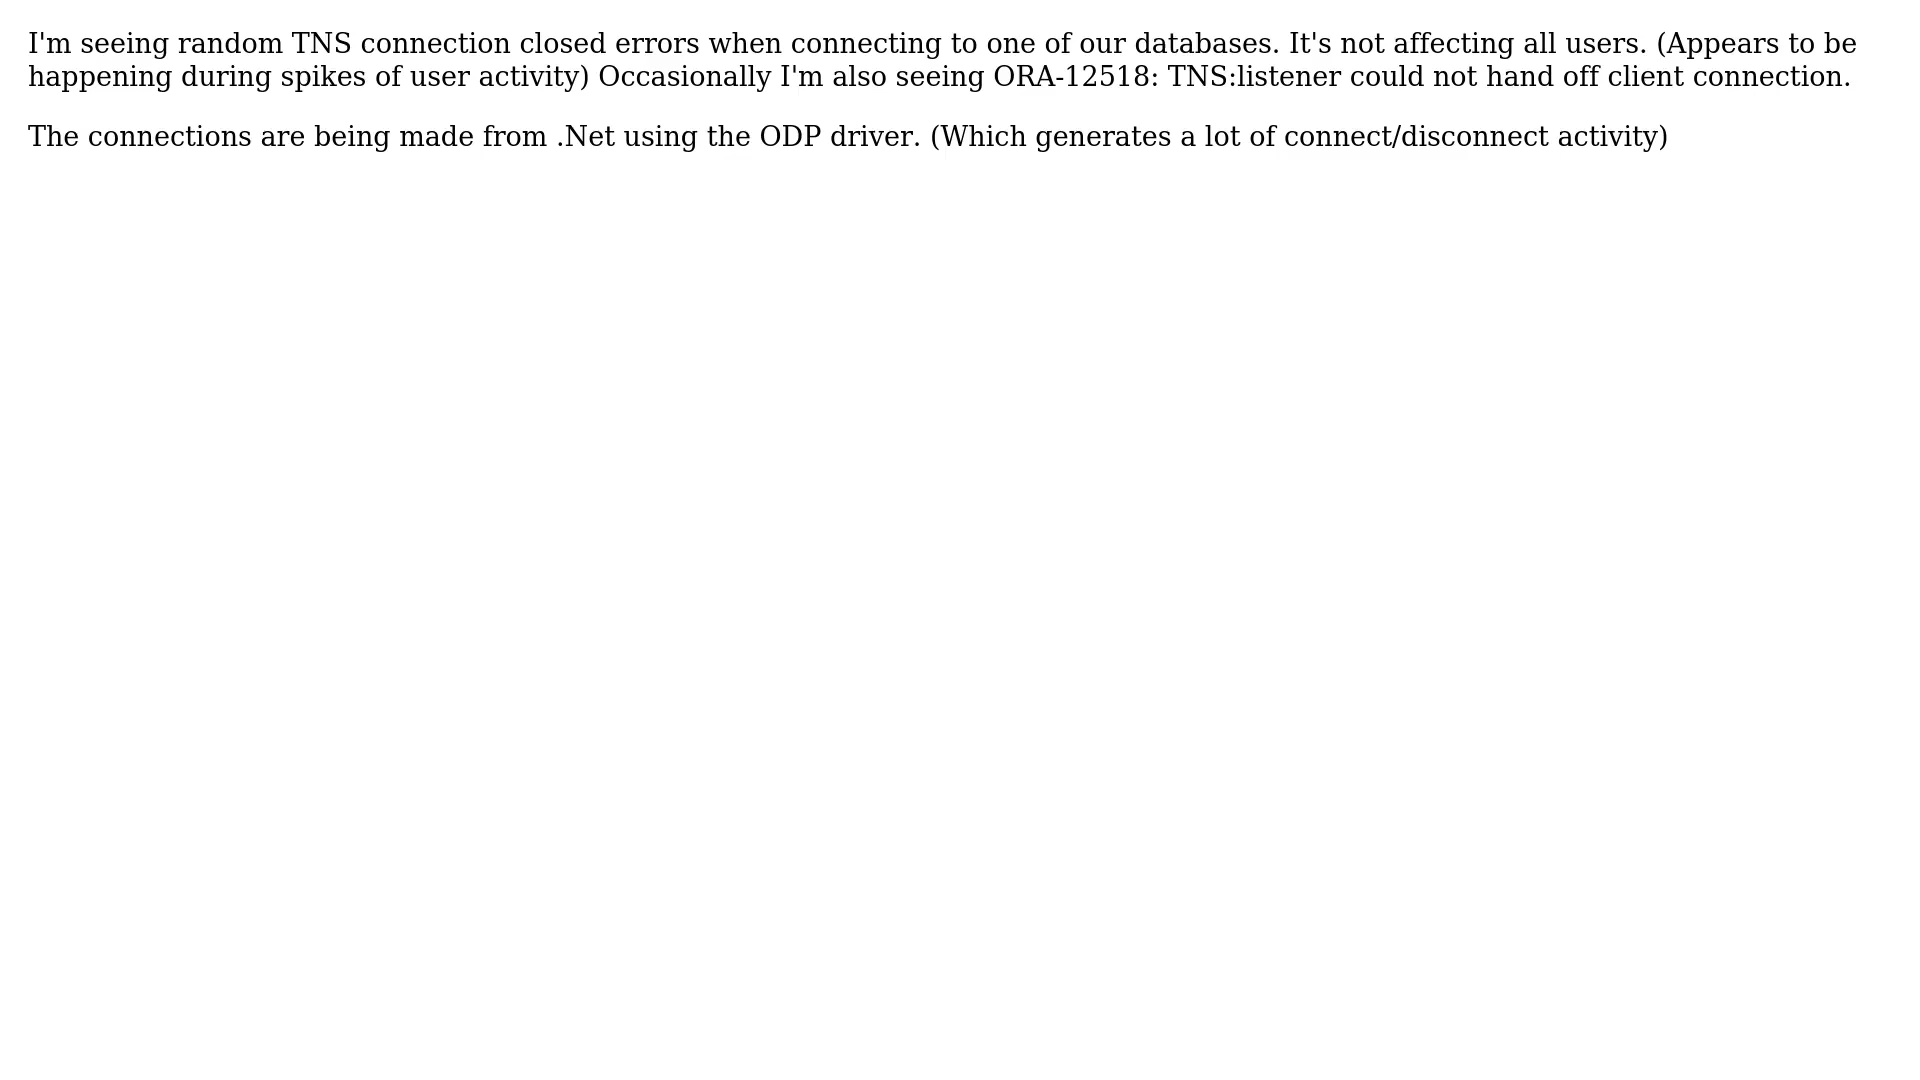 I'm seeing random TNS connection closed errors when connecting to one of our databases. It's not affecting all users. (Appears to be
happening during spikes of user activity) Occasionally I'm also seeing ORA-12518: TNS:listener could not hand off client connection.
The connections are being made from .Net using the ODP driver. (Which generates a lot of connect/disconnect activity)